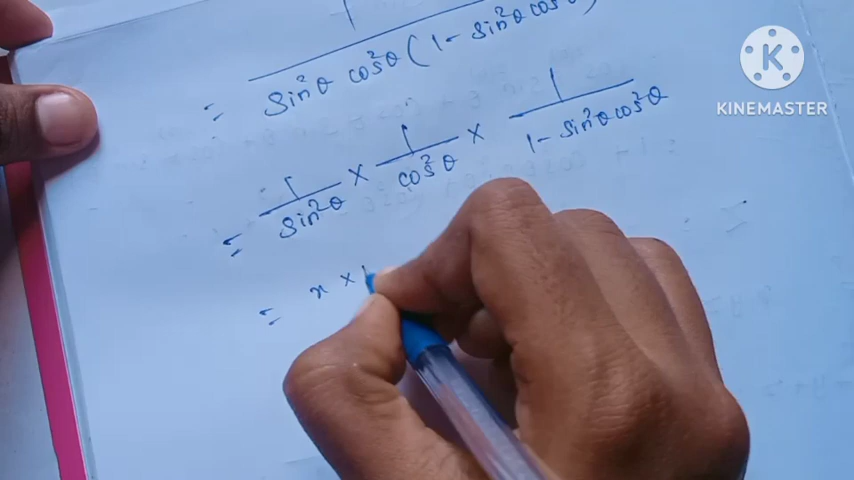 1
= sin²θ cos²θ (1 - sin²θ cos²θ)
KINEMASTER
= 1/sin²θ × 1/cos²θ × 1/1 - sin²θ cos²θ
= x ×